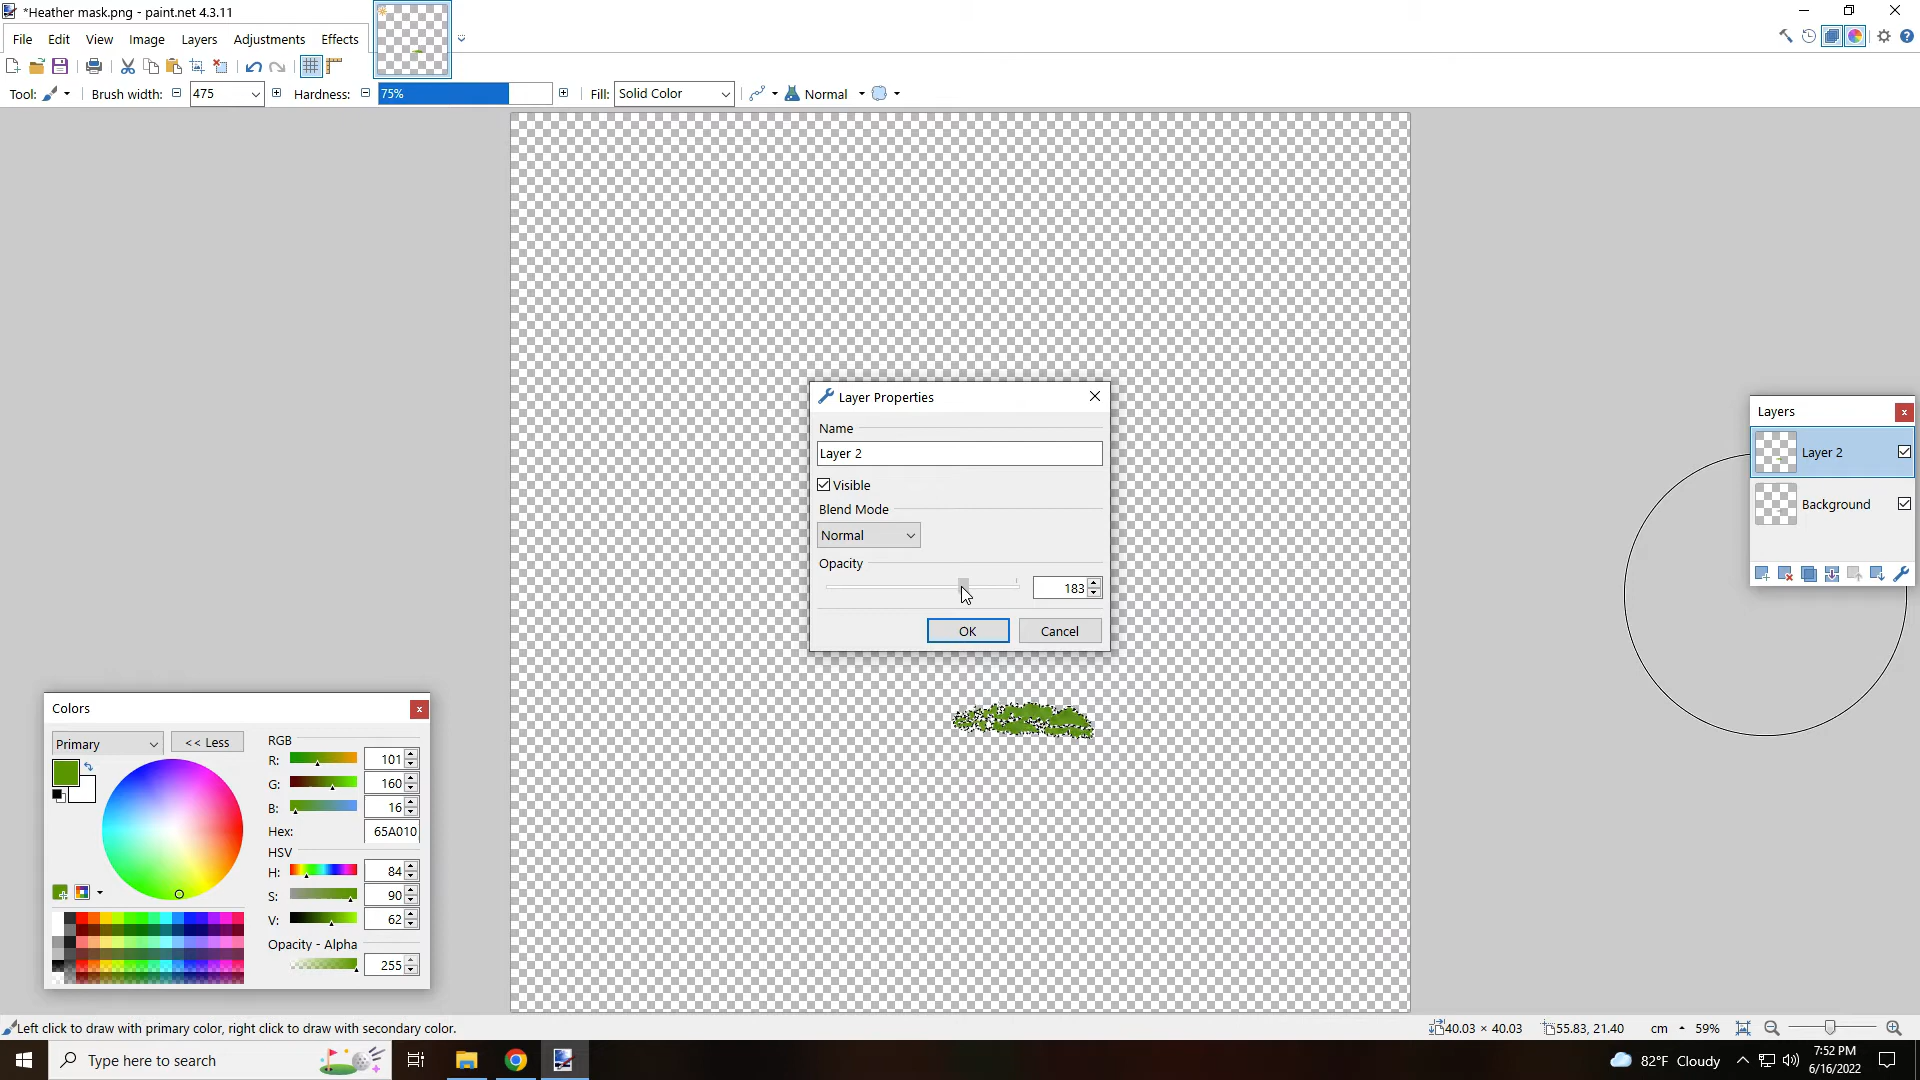 *Heather mask.png - paint.net 4.3.11
File Edit View Image Layers Adjustments Effects
Tool: Brush width: 475 Hardness: 75% Fill: Solid Color Normal
Layer Properties
Name
Layer 2
Visible
Blend Mode
Normal
Opacity
183
OK Cancel
Layers
Layer 2
Background
Colors
Primary << Less
RGB
R: 101
G: 160
B: 16
Hex: 65A010
HSV
H: 84
S: 90
V: 62
Opacity - Alpha
255
Left click to draw with primary color, right click to draw with secondary color.
40.03 × 40.03 55.83, 21.40 cm 59%
Type here to search
82°F Cloudy
7:52 PM
6/16/2022